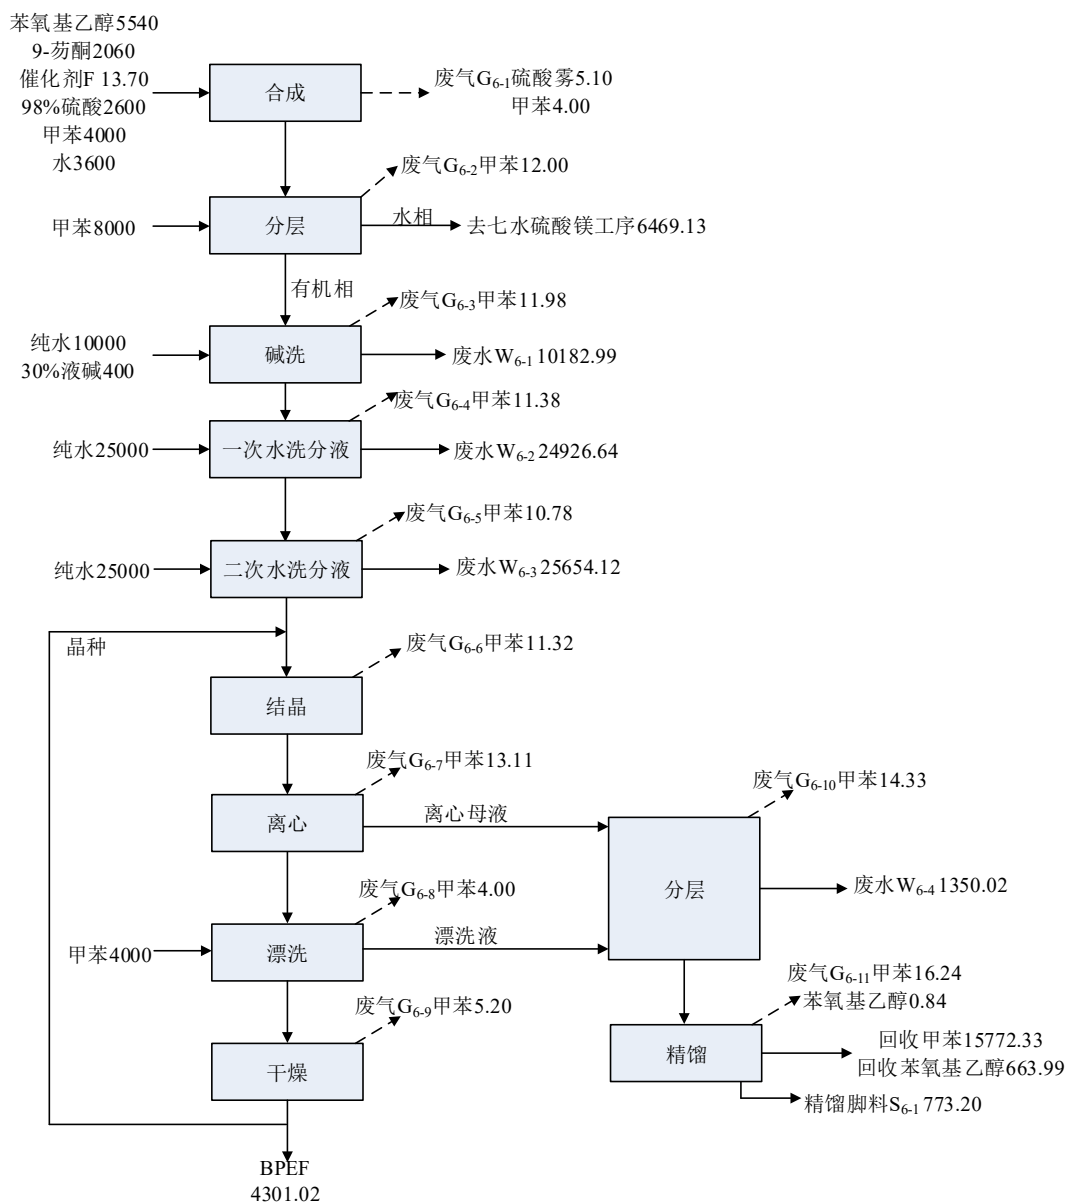 苯氧基乙醇5540
9-芴酮2060
催化剂F 13.70
98%硫酸2600
甲苯4000
水3600
合成
废气G6-1硫酸雾5.10
甲苯4.00
废气G6-2甲苯12.00
甲苯8000
分层
水相
去七水硫酸镁工序6469.13
有机相
废气G6-3甲苯11.98
纯水10000
30%液碱400
碱洗
废水W6-1 10182.99
废气G6-4甲苯11.38
纯水25000
一次水洗分液
废水W6-2 24926.64
废气G6-5甲苯10.78
纯水25000
二次水洗分液
废水W6-3 25654.12
晶种
废气G6-6甲苯11.32
结晶
废气G6-7甲苯13.11
离心
离心母液
废气G6-10甲苯14.33
分层
废水W6-4 1350.02
废气G6-8甲苯4.00
甲苯4000
漂洗
漂洗液
废气G6-9甲苯5.20
干燥
废气G6-11甲苯16.24
苯氧基乙醇0.84
精馏
回收甲苯15772.33
回收苯氧基乙醇663.99
精馏脚料S6-1 773.20
BPEF
4301.02